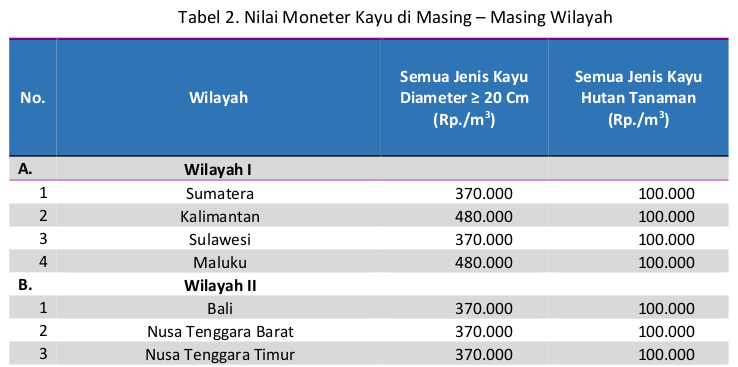 Tabel 2. Nilai Moneter Kayu di Masing – Masing Wilayah
No. Wilayah Semua Jenis Kayu Diameter ≥ 20 Cm (Rp./m³) Semua Jenis Kayu Hutan Tanaman (Rp./m³)
A. Wilayah I
1 Sumatera 370.000 100.000
2 Kalimantan 480.000 100.000
3 Sulawesi 370.000 100.000
4 Maluku 480.000 100.000
B. Wilayah II
1 Bali 370.000 100.000
2 Nusa Tenggara Barat 370.000 100.000
3 Nusa Tenggara Timur 370.000 100.000